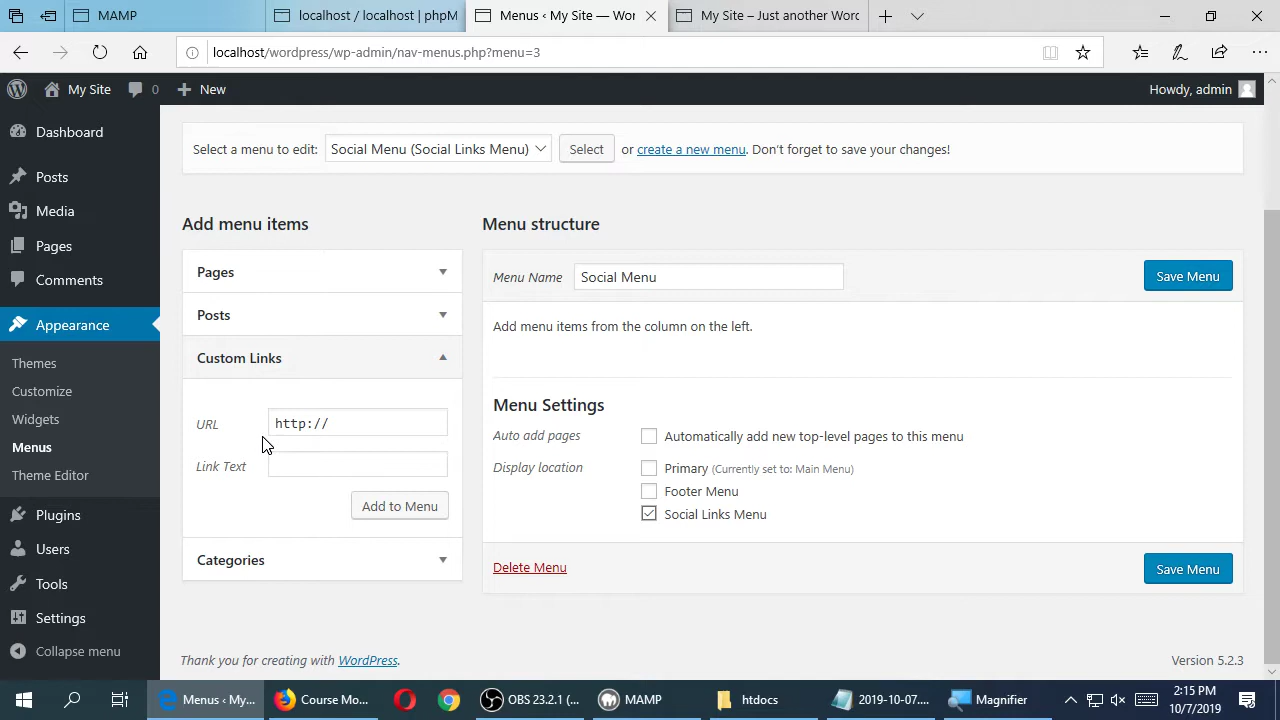 MAMP
localhost / localhost | phpM
Menus ‹ My Site — Wor
My Site – Just another Word
localhost/wordpress/wp-admin/nav-menus.php?menu=3
My Site
0
New
Howdy, admin
Dashboard
Posts
Media
Pages
Comments
Appearance
Themes
Customize
Widgets
Menus
Theme Editor
Plugins
Users
Tools
Settings
Collapse menu
Select a menu to edit:
Social Menu (Social Links Menu)
Select
or create a new menu. Don’t forget to save your changes!
Add menu items
Pages
Posts
Custom Links
URL
http://
Link Text
Add to Menu
Categories
Menu structure
Menu Name
Social Menu
Save Menu
Add menu items from the column on the left.
Menu Settings
Auto add pages
Automatically add new top-level pages to this menu
Display location
Primary (Currently set to: Main Menu)
Footer Menu
Social Links Menu
Delete Menu
Save Menu
Thank you for creating with WordPress.
Version 5.2.3
Menus ‹ My...
Course Mo...
OBS 23.2.1 (...
MAMP
htdocs
2019-10-07....
Magnifier
2:15 PM
10/7/2019